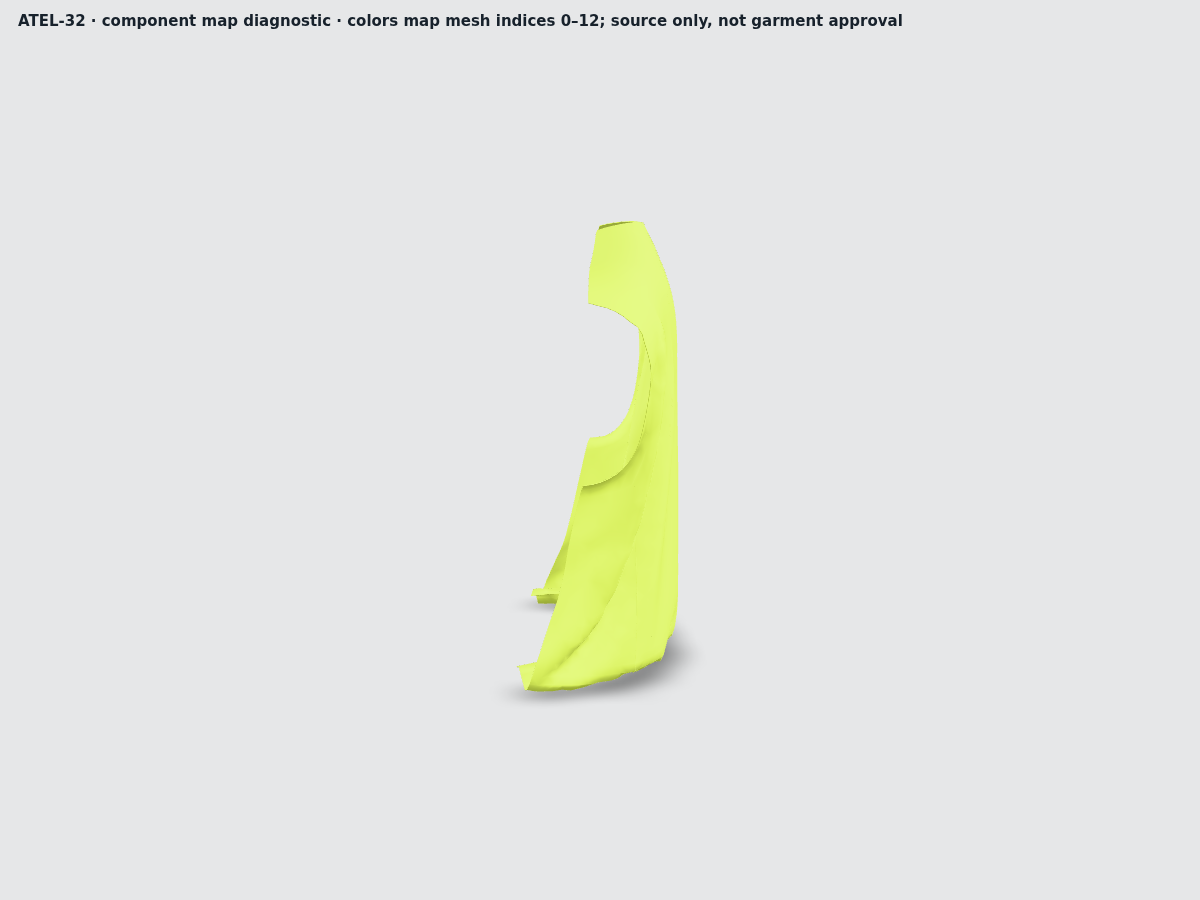 ATEL-32 · component map diagnostic · colors map mesh indices 0–12; source only, not garment approval